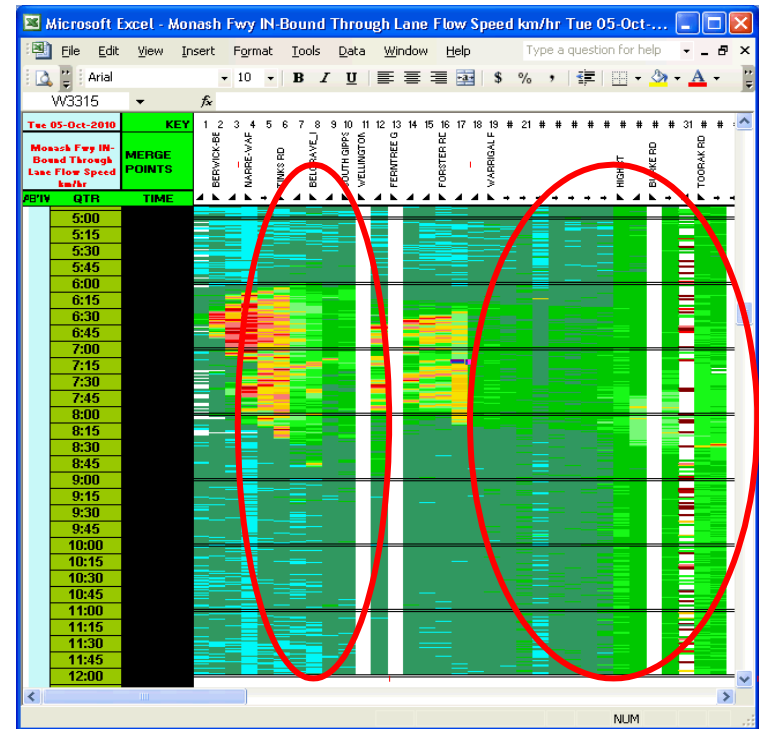 Microsoft Excel - Monash Fwy IN-Bound Through Lane Flow Speed km/hr Tue 05-Oct-...
File Edit View Insert Format Tools Data Window Help Type a question for help
Arial 10 B I U $ % , A
W3315 fx
Tue 05-Oct-2010 KEY 1 2 3 4 5 6 7 8 9 10 11 12 13 14 15 16 17 18 19 # 21 # # # # # # # # # 31 # #
Monash Fwy IN-
Bound Through
Lane Flow Speed
km/hr
MERGE
POINTS
BERWICK-BE
NARRE-WAF
BELGRAVE_I
SOUTH GIPPS
WELLINGTON
FERNTREE G
FORSTER RD
WARRIGAL F
HIGH ST
TOORAK RD
QTR TIME
5:00
5:15
5:30
5:45
6:00
6:15
6:30
6:45
7:00
7:15
7:30
7:45
8:00
8:15
8:30
8:45
9:00
9:15
9:30
9:45
10:00
10:15
10:30
10:45
11:00
11:15
11:30
11:45
12:00
NUM